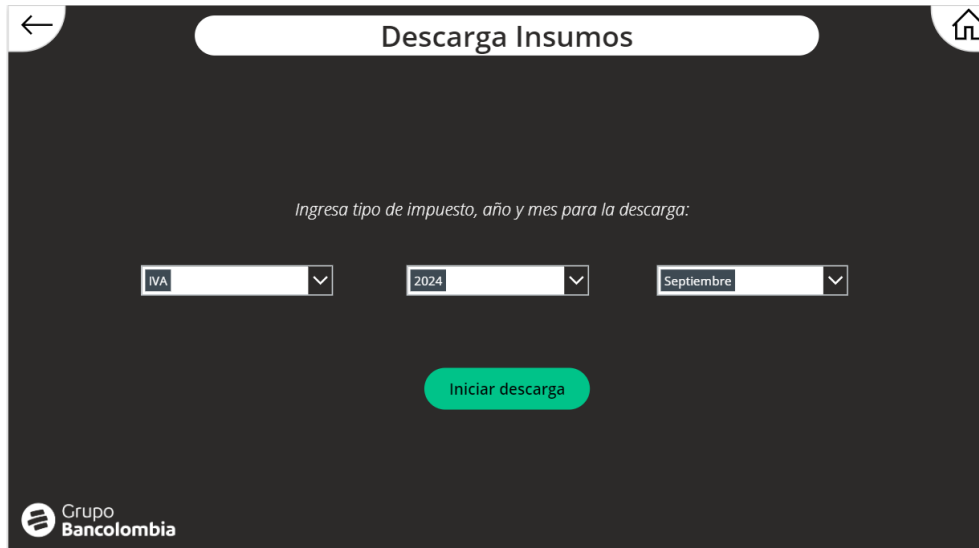 Descarga Insumos
Ingresa tipo de impuesto, año y mes para la descarga:
IVA
2024
Septiembre
Iniciar descarga
Grupo
Bancolombia